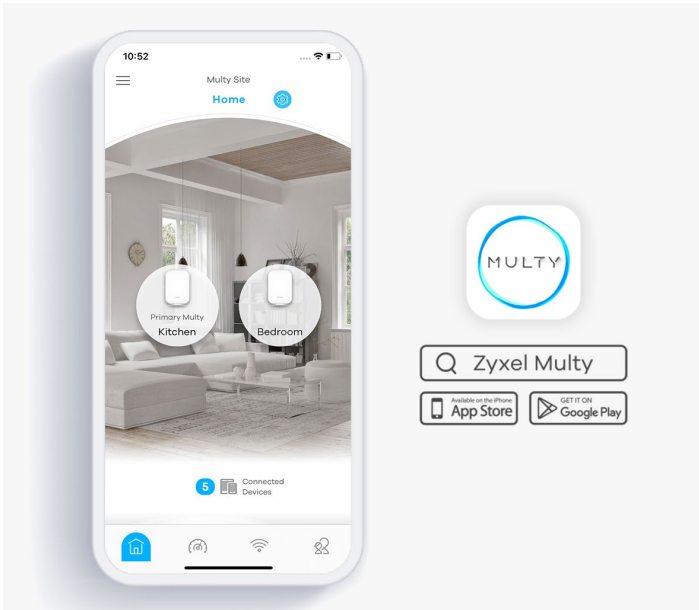 10:52
Multy Site
Home
Primary Multy
Kitchen
Bedroom
5
Connected
Devices
MULTY
Zyxel Multy
Available on the iPhone
App Store
GET IT ON
Google Play